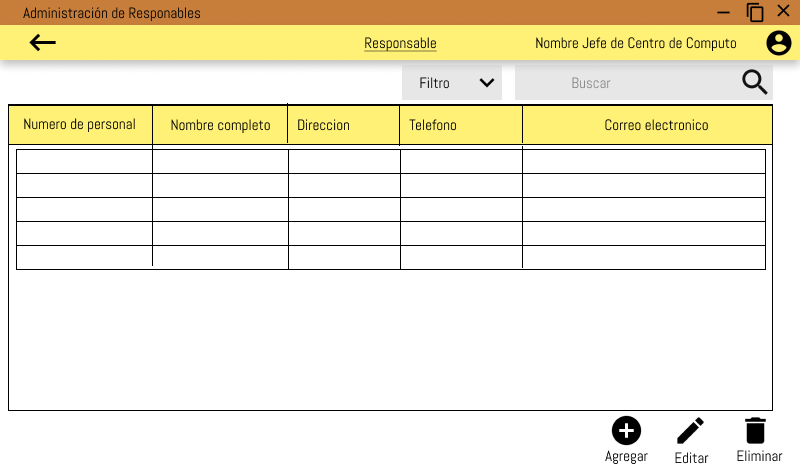 Administración de Responables
Responsable
Nombre Jefe de Centro de Computo
Filtro
Buscar
Numero de personal
Nombre completo
Direccion
Telefono
Correo electronico
Agregar
Editar
Eliminar